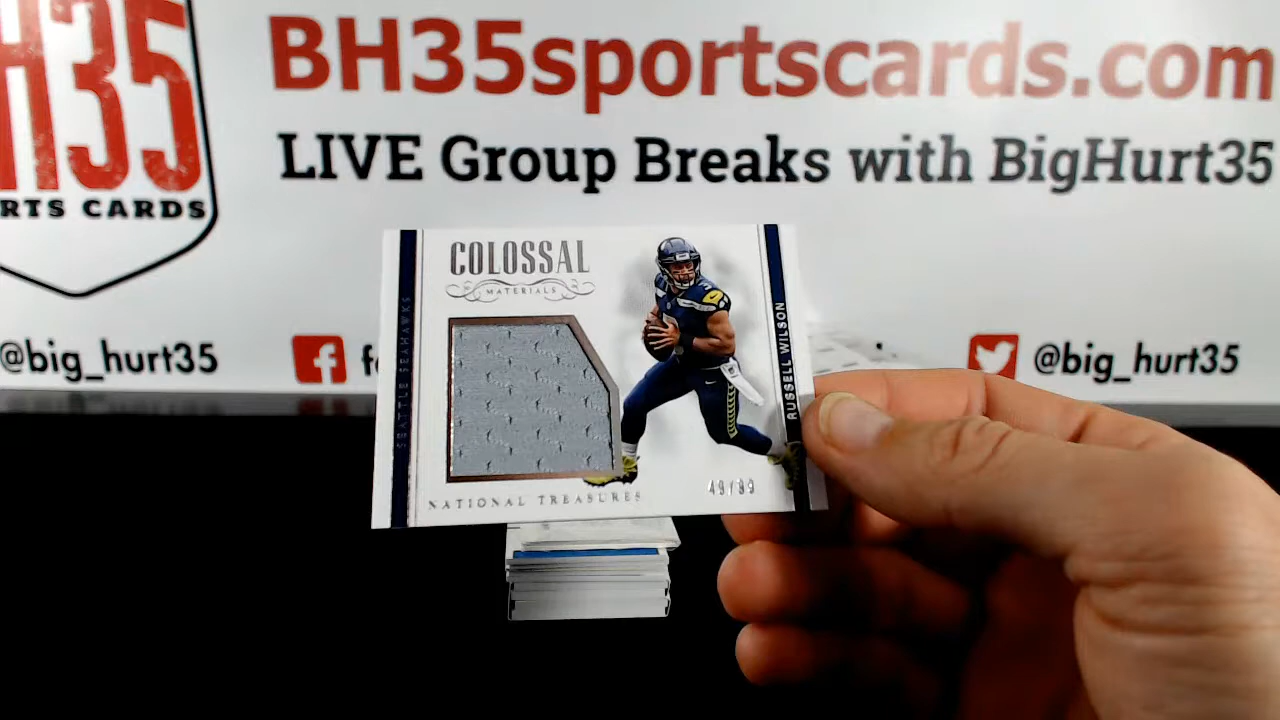 H35
RTS CARDS
BH35sportscards.com
LIVE Group Breaks with BigHurt35
@big_hurt35
f
@big_hurt35
COLOSSAL
MATERIALS
SEATTLE SEAHAWKS
RUSSELL WILSON
NATIONAL TREASURES
49/99